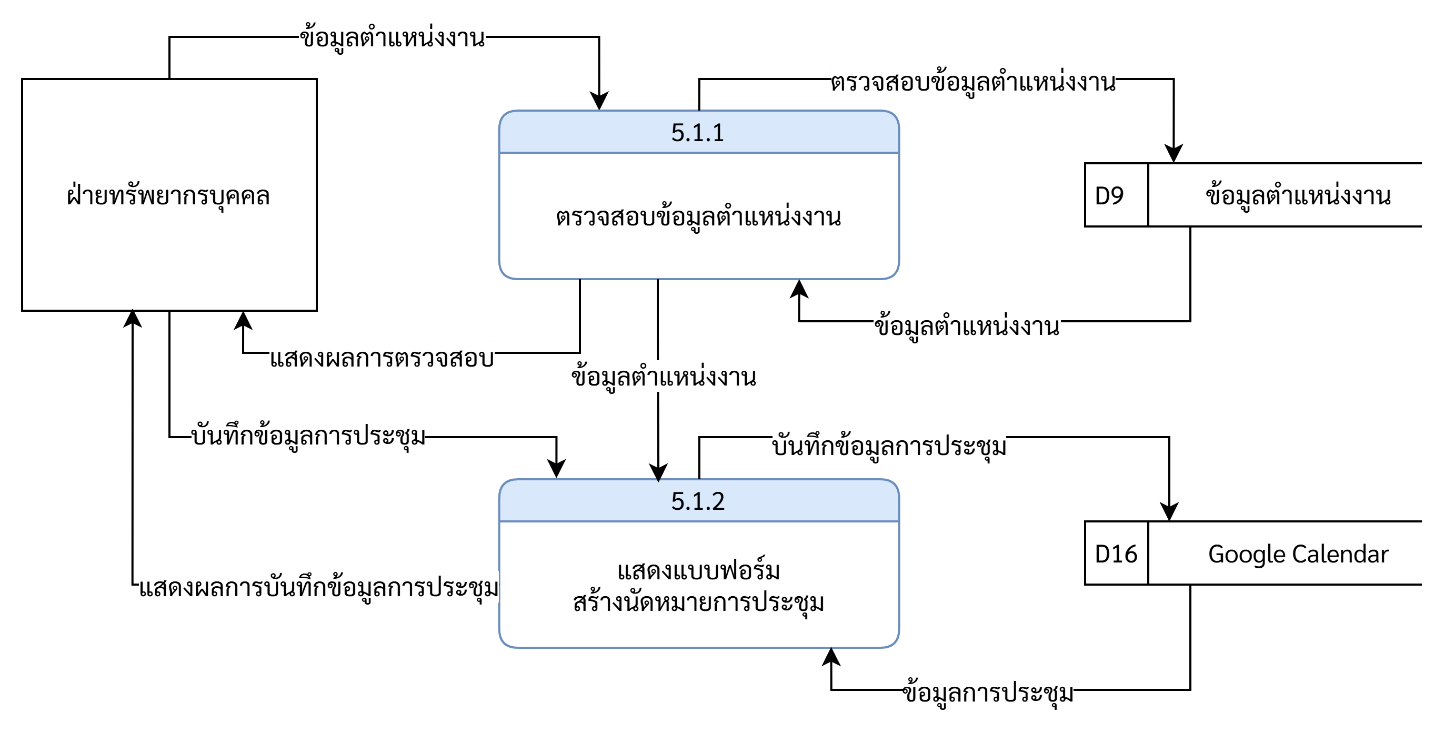 ข้อมูลตำแหน่งงาน
ตรวจสอบข้อมูลตำแหน่งงาน
5.1.1
ฝ่ายทรัพยากรบุคคล
ตรวจสอบข้อมูลตำแหน่งงาน
D9
ข้อมูลตำแหน่งงาน
ข้อมูลตำแหน่งงาน
แสดงผลการตรวจสอบ
ข้อมูลตำแหน่งงาน
บันทึกข้อมูลการประชุม
บันทึกข้อมูลการประชุม
5.1.2
แสดงแบบฟอร์ม
สร้างนัดหมายการประชุม
D16
Google Calendar
แสดงผลการบันทึกข้อมูลการประชุม
ข้อมูลการประชุม